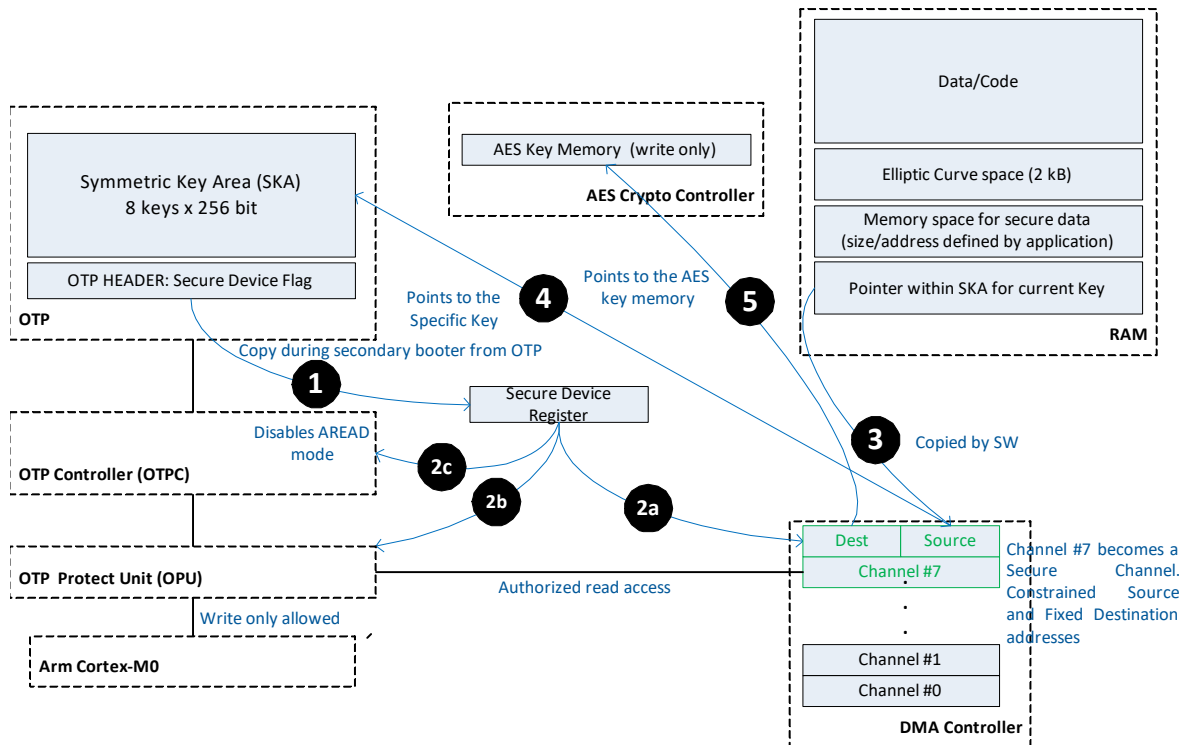 Symmetric Key Area (SKA)
8 keys x 256 bit
OTP HEADER: Secure Device Flag
OTP
AES Key Memory  (write only)
AES Crypto Controller
Data/Code
Elliptic Curve space (2 kB)
Memory space for secure data
(size/address defined by application)
Pointer within SKA for current Key
RAM
4
Points to the
Specific Key
Points to the AES
key memory
5
Copy during secondary booter from OTP
1
Secure Device
Register
3
Copied by SW
Disables AREAD
mode
OTP Controller (OTPC)
2c
2b
2a
OTP  Protect Unit (OPU)
Authorized read access
Write only allowed
Arm Cortex-M0
Dest
Source
Channel #7
Channel #7 becomes a
Secure Channel.
Constrained Source
and Fixed Destination
addresses
.
.
.
Channel #1
Channel #0
DMA Controller